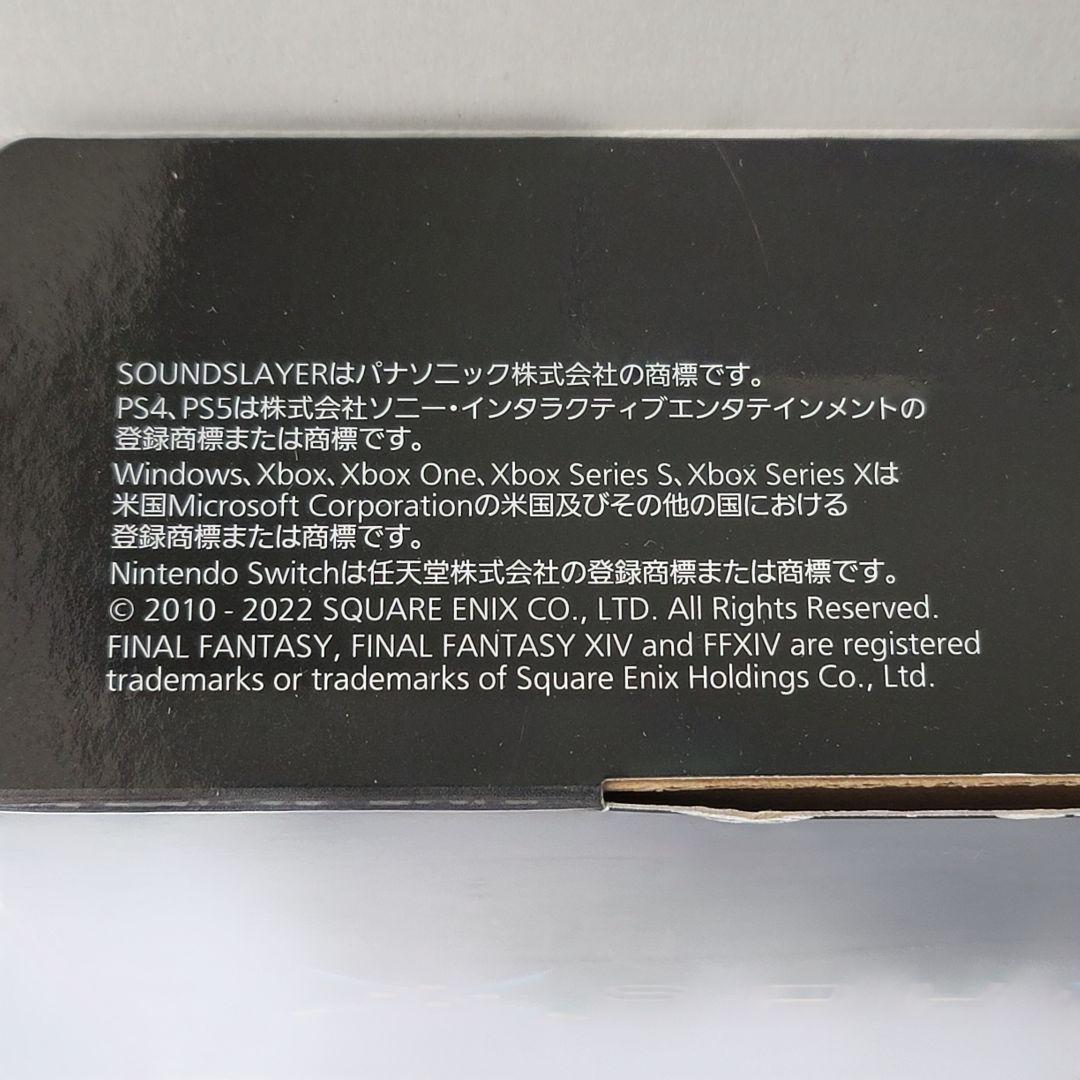 SOUNDSLAYERはパナソニック株式会社の商標です。
PS4、PS5は株式会社ソニー・インタラクティブエンタテインメントの
登録商標または商標です。
Windows、Xbox、Xbox One、Xbox Series S、Xbox Series Xは
米国Microsoft Corporationの米国及びその他の国における
登録商標または商標です。
Nintendo Switchは任天堂株式会社の登録商標または商標です。
© 2010 - 2022 SQUARE ENIX CO., LTD. All Rights Reserved.
FINAL FANTASY, FINAL FANTASY XIV and FFXIV are registered
trademarks or trademarks of Square Enix Holdings Co., Ltd.